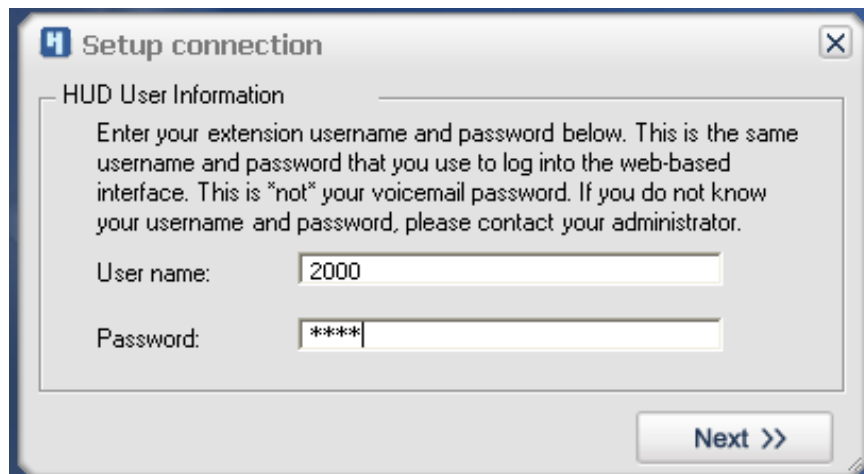 Setup connection
HUD User Information
Enter your extension username and password below. This is the same
username and password that you use to log into the web-based
interface. This is "not" your voicemail password. If you do not know
your username and password, please contact your administrator.
User name: 2000
Password: ****
Next >>